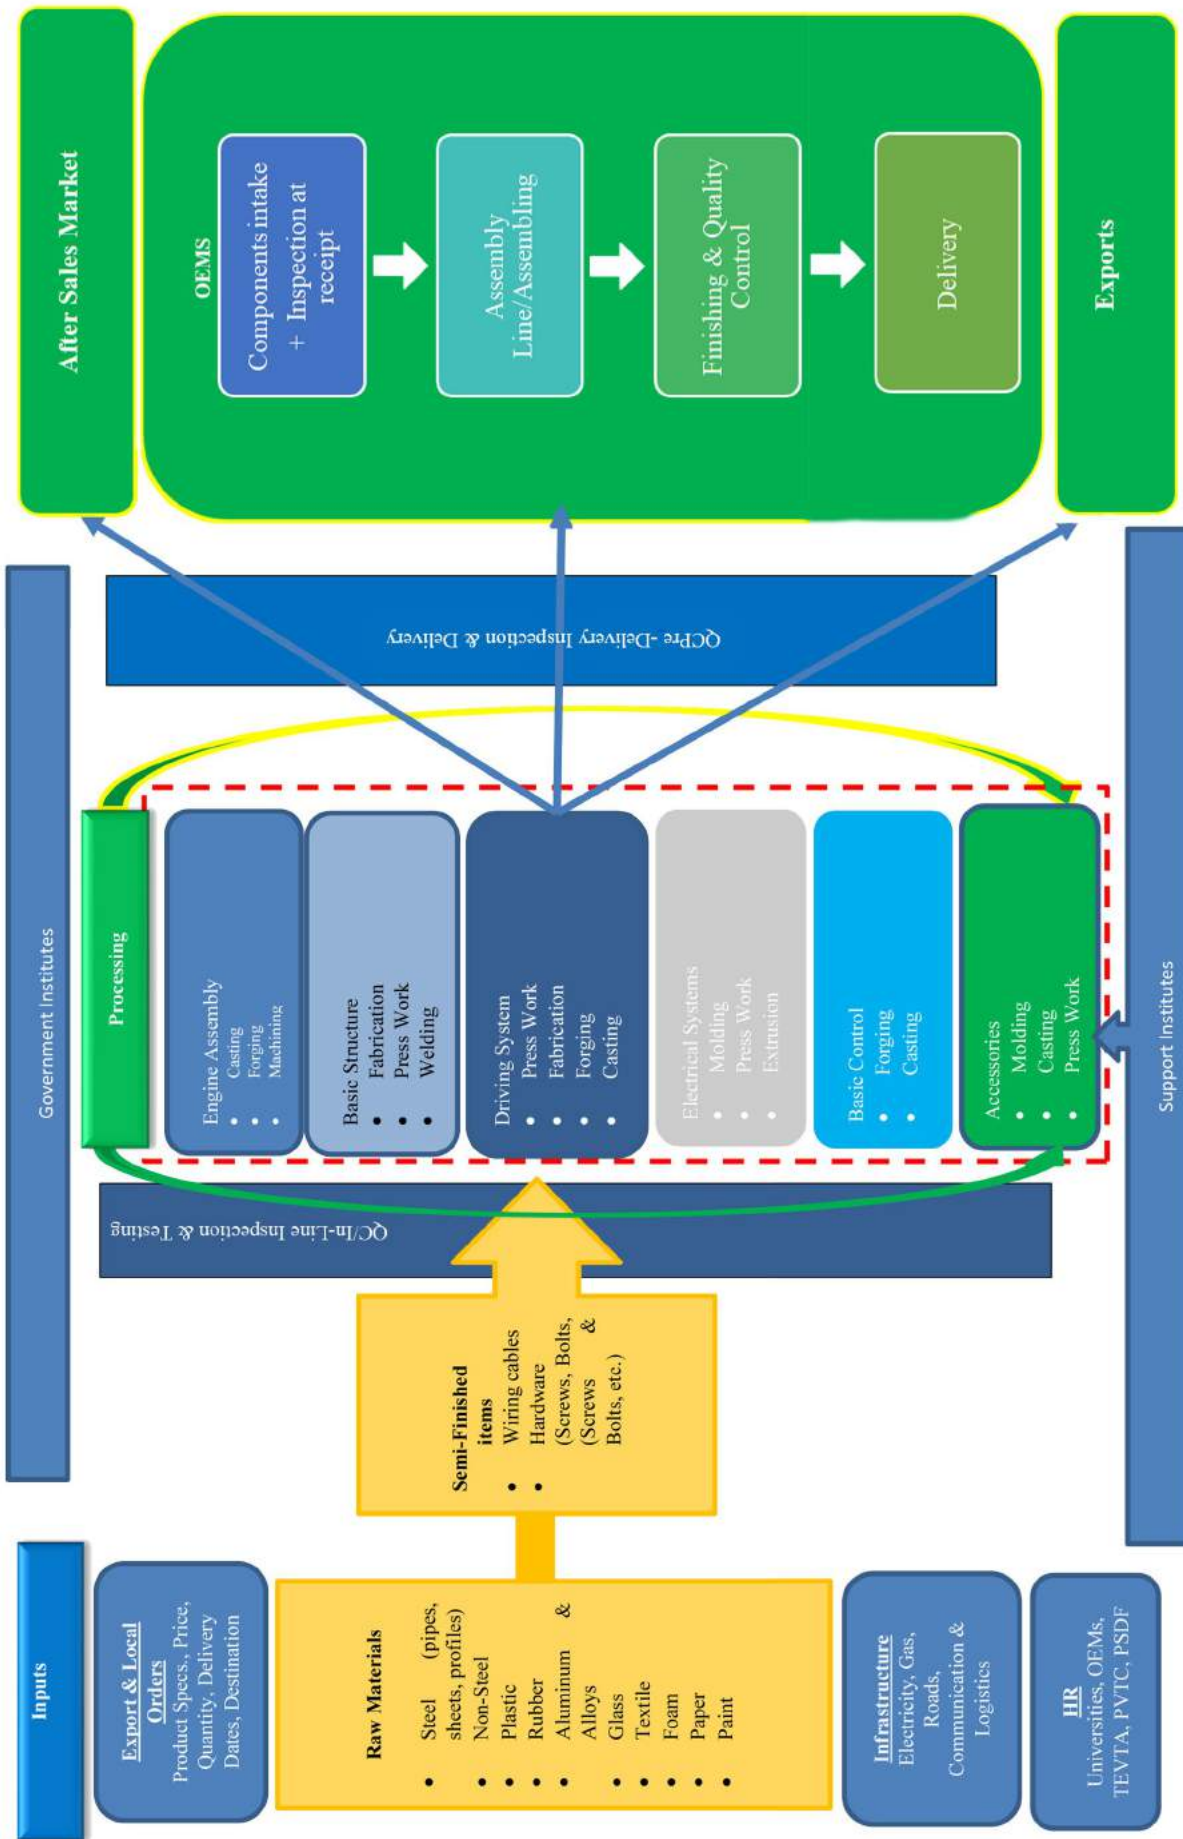 Inputs
Export & Local
Orders
Product Specs., Price,
Quantity, Delivery
Dates, Destination
Raw Materials
• Steel (pipes,
sheets, profiles)
• Non-Steel
• Plastic
• Rubber
• Aluminum &
Alloys
• Glass
• Textile
• Foam
• Paper
• Paint
Infrastructure
Electricity, Gas,
Roads,
Communication &
Logistics
HR
Universities, OEMs,
TEVTA, PVTC, PSDF
Semi-Finished
items
• Wiring cables
• Hardware
(Screws, Bolts,
(Screws &
Bolts, etc.)
Government Institutes
QC/In-Line Inspection & Testing
Processing
Engine Assembly
• Casting
• Forging
• Machining
Basic Structure
• Fabrication
• Press Work
• Welding
Driving System
• Press Work
• Fabrication
• Forging
• Casting
Electrical Systems
• Molding
• Press Work
• Extrusion
Basic Control
• Forging
• Casting
Accessories
• Molding
• Casting
• Press Work
QCPre -Delivery Inspection & Delivery
Support Institutes
After Sales Market
OEMS
Components intake
+ Inspection at
receipt
Assembly
Line/Assembling
Finishing & Quality
Control
Delivery
Exports